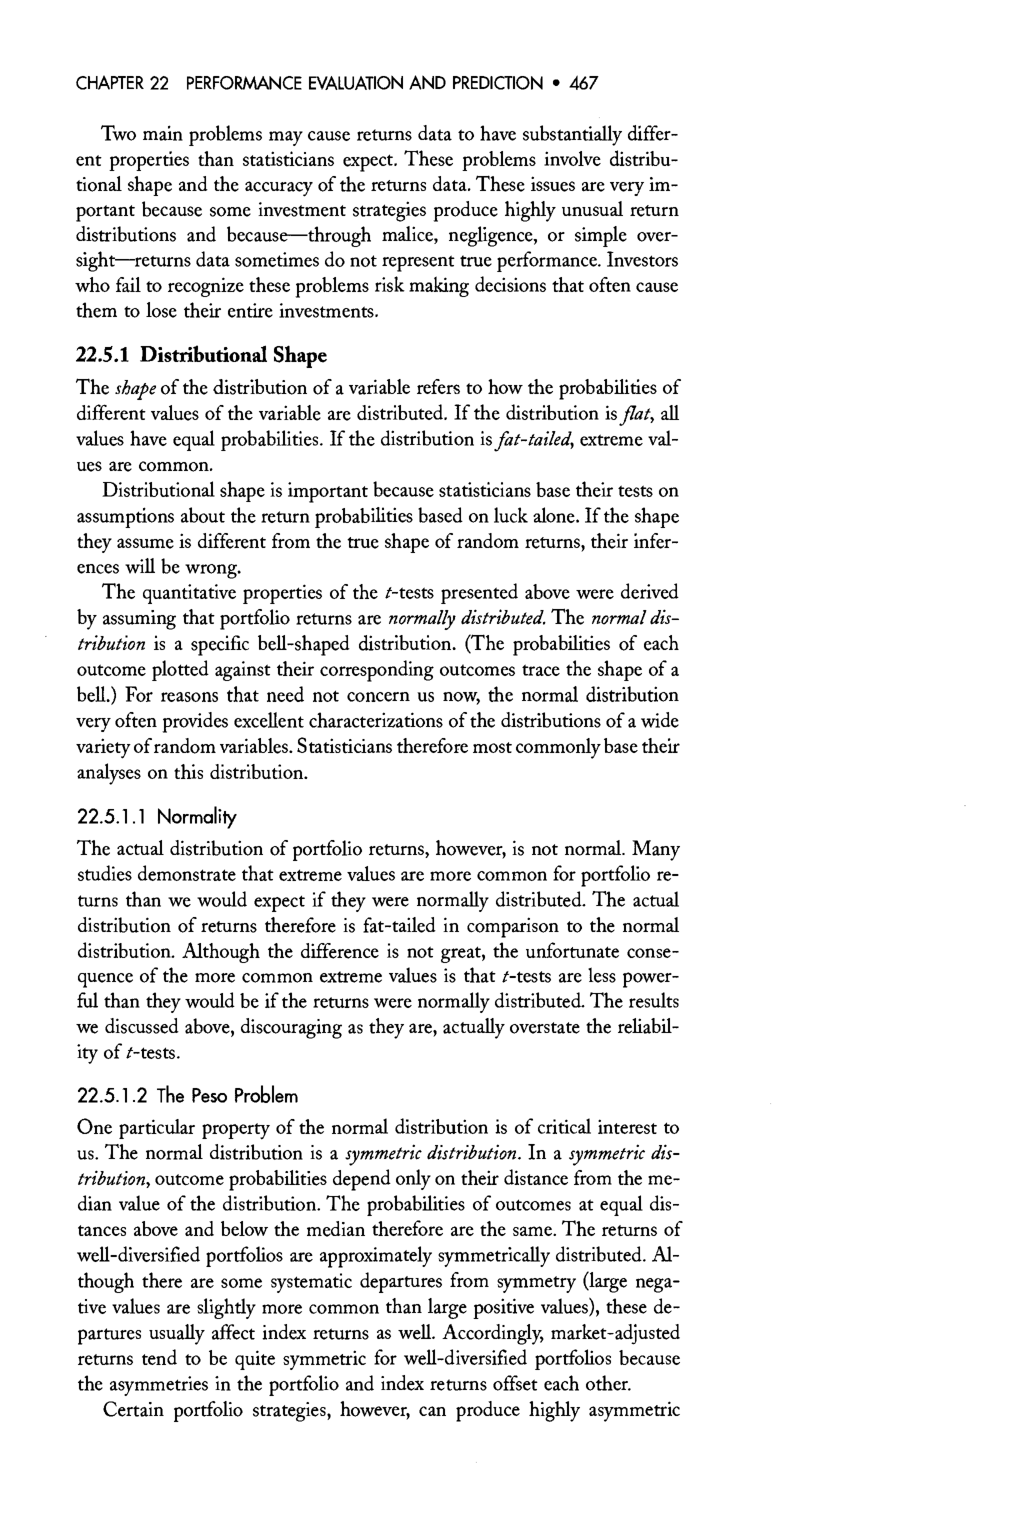 CHAPTER 22 PERFORMANCE EVALUATION AND PREDICTION • 467
Two main problems may cause returns data to have substantially differ-
ent properties than statisticians expect. These problems involve distribu-
tional shape and the accuracy of the returns data. These issues are very im-
portant because some investment strategies produce highly unusual return
distributions and because—through malice, negligence, or simple over-
sight—returns data sometimes do not represent true performance. Investors
who fail to recognize these problems risk making decisions that often cause
them to lose their entire investments.
22.5.1 Distributional Shape
The shape of the distribution of a variable refers to how the probabilities of
different values of the variable are distributed. If the distribution is flat, all
values have equal probabilities. If the distribution is fat-tailed, extreme val-
ues are common.
Distributional shape is important because statisticians base their tests on
assumptions about the return probabilities based on luck alone. If the shape
they assume is different from the true shape of random returns, their infer-
ences will be wrong.
The quantitative properties of the t-tests presented above were derived
by assuming that portfolio returns are normally distributed. The normal dis-
tribution is a specific bell-shaped distribution. (The probabilities of each
outcome plotted against their corresponding outcomes trace the shape of a
bell.) For reasons that need not concern us now, the normal distribution
very often provides excellent characterizations of the distributions of a wide
variety of random variables. Statisticians therefore most commonly base their
analyses on this distribution.
22.5.1.1 Normality
The actual distribution of portfolio returns, however, is not normal. Many
studies demonstrate that extreme values are more common for portfolio re-
turns than we would expect if they were normally distributed. The actual
distribution of returns therefore is fat-tailed in comparison to the normal
distribution. Although the difference is not great, the unfortunate conse-
quence of the more common extreme values is that t-tests are less power-
ful than they would be if the returns were normally distributed. The results
we discussed above, discouraging as they are, actually overstate the reliabil-
ity of t-tests.
22.5.1.2 The Peso Problem
One particular property of the normal distribution is of critical interest to
us. The normal distribution is a symmetric distribution. In a symmetric dis-
tribution, outcome probabilities depend only on their distance from the me-
dian value of the distribution. The probabilities of outcomes at equal dis-
tances above and below the median therefore are the same. The returns of
well-diversified portfolios are approximately symmetrically distributed. Al-
though there are some systematic departures from symmetry (large nega-
tive values are slightly more common than large positive values), these de-
partures usually affect index returns as well. Accordingly, market-adjusted
returns tend to be quite symmetric for well-diversified portfolios because
the asymmetries in the portfolio and index returns offset each other.
Certain portfolio strategies, however, can produce highly asymmetric